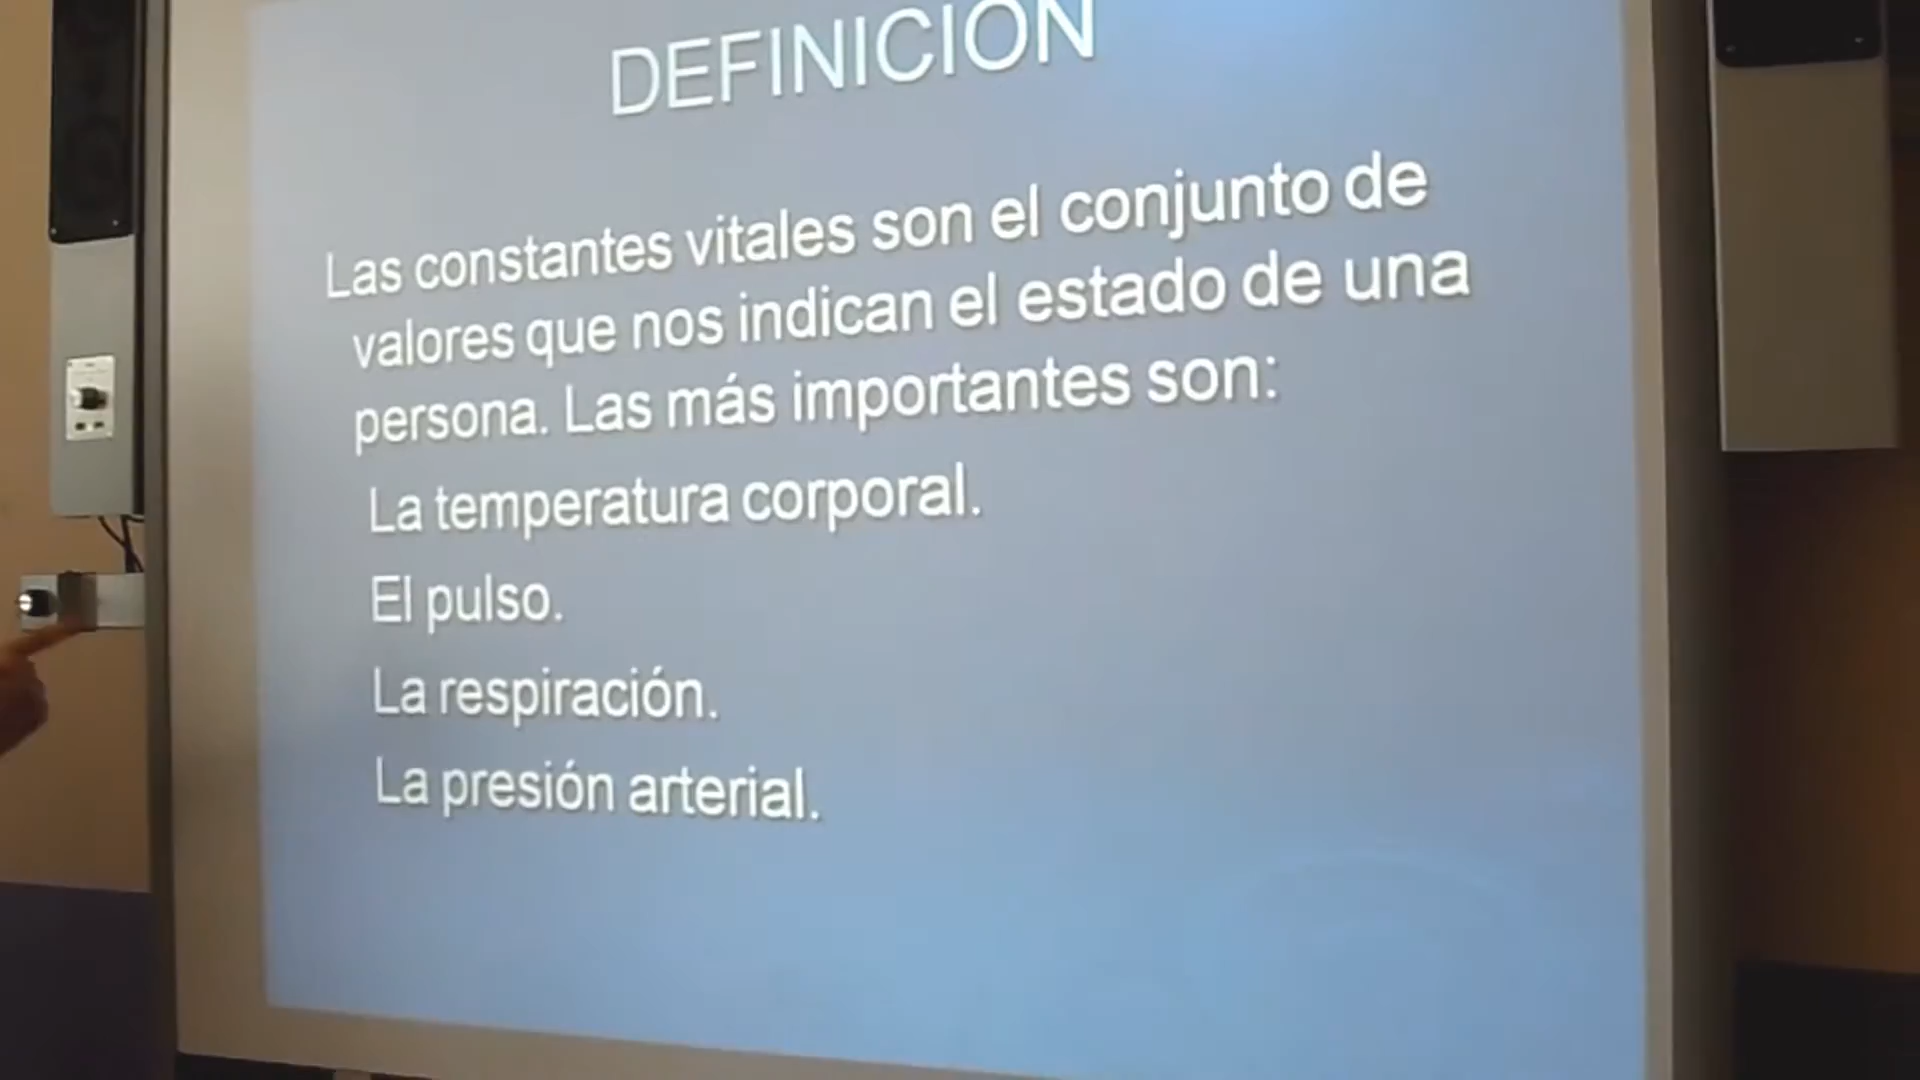 DEFINICION
Las constantes vitales son el conjunto de
valores que nos indican el estado de una
persona. Las más importantes son:
La temperatura corporal.
El pulso.
La respiración.
La presión arterial.